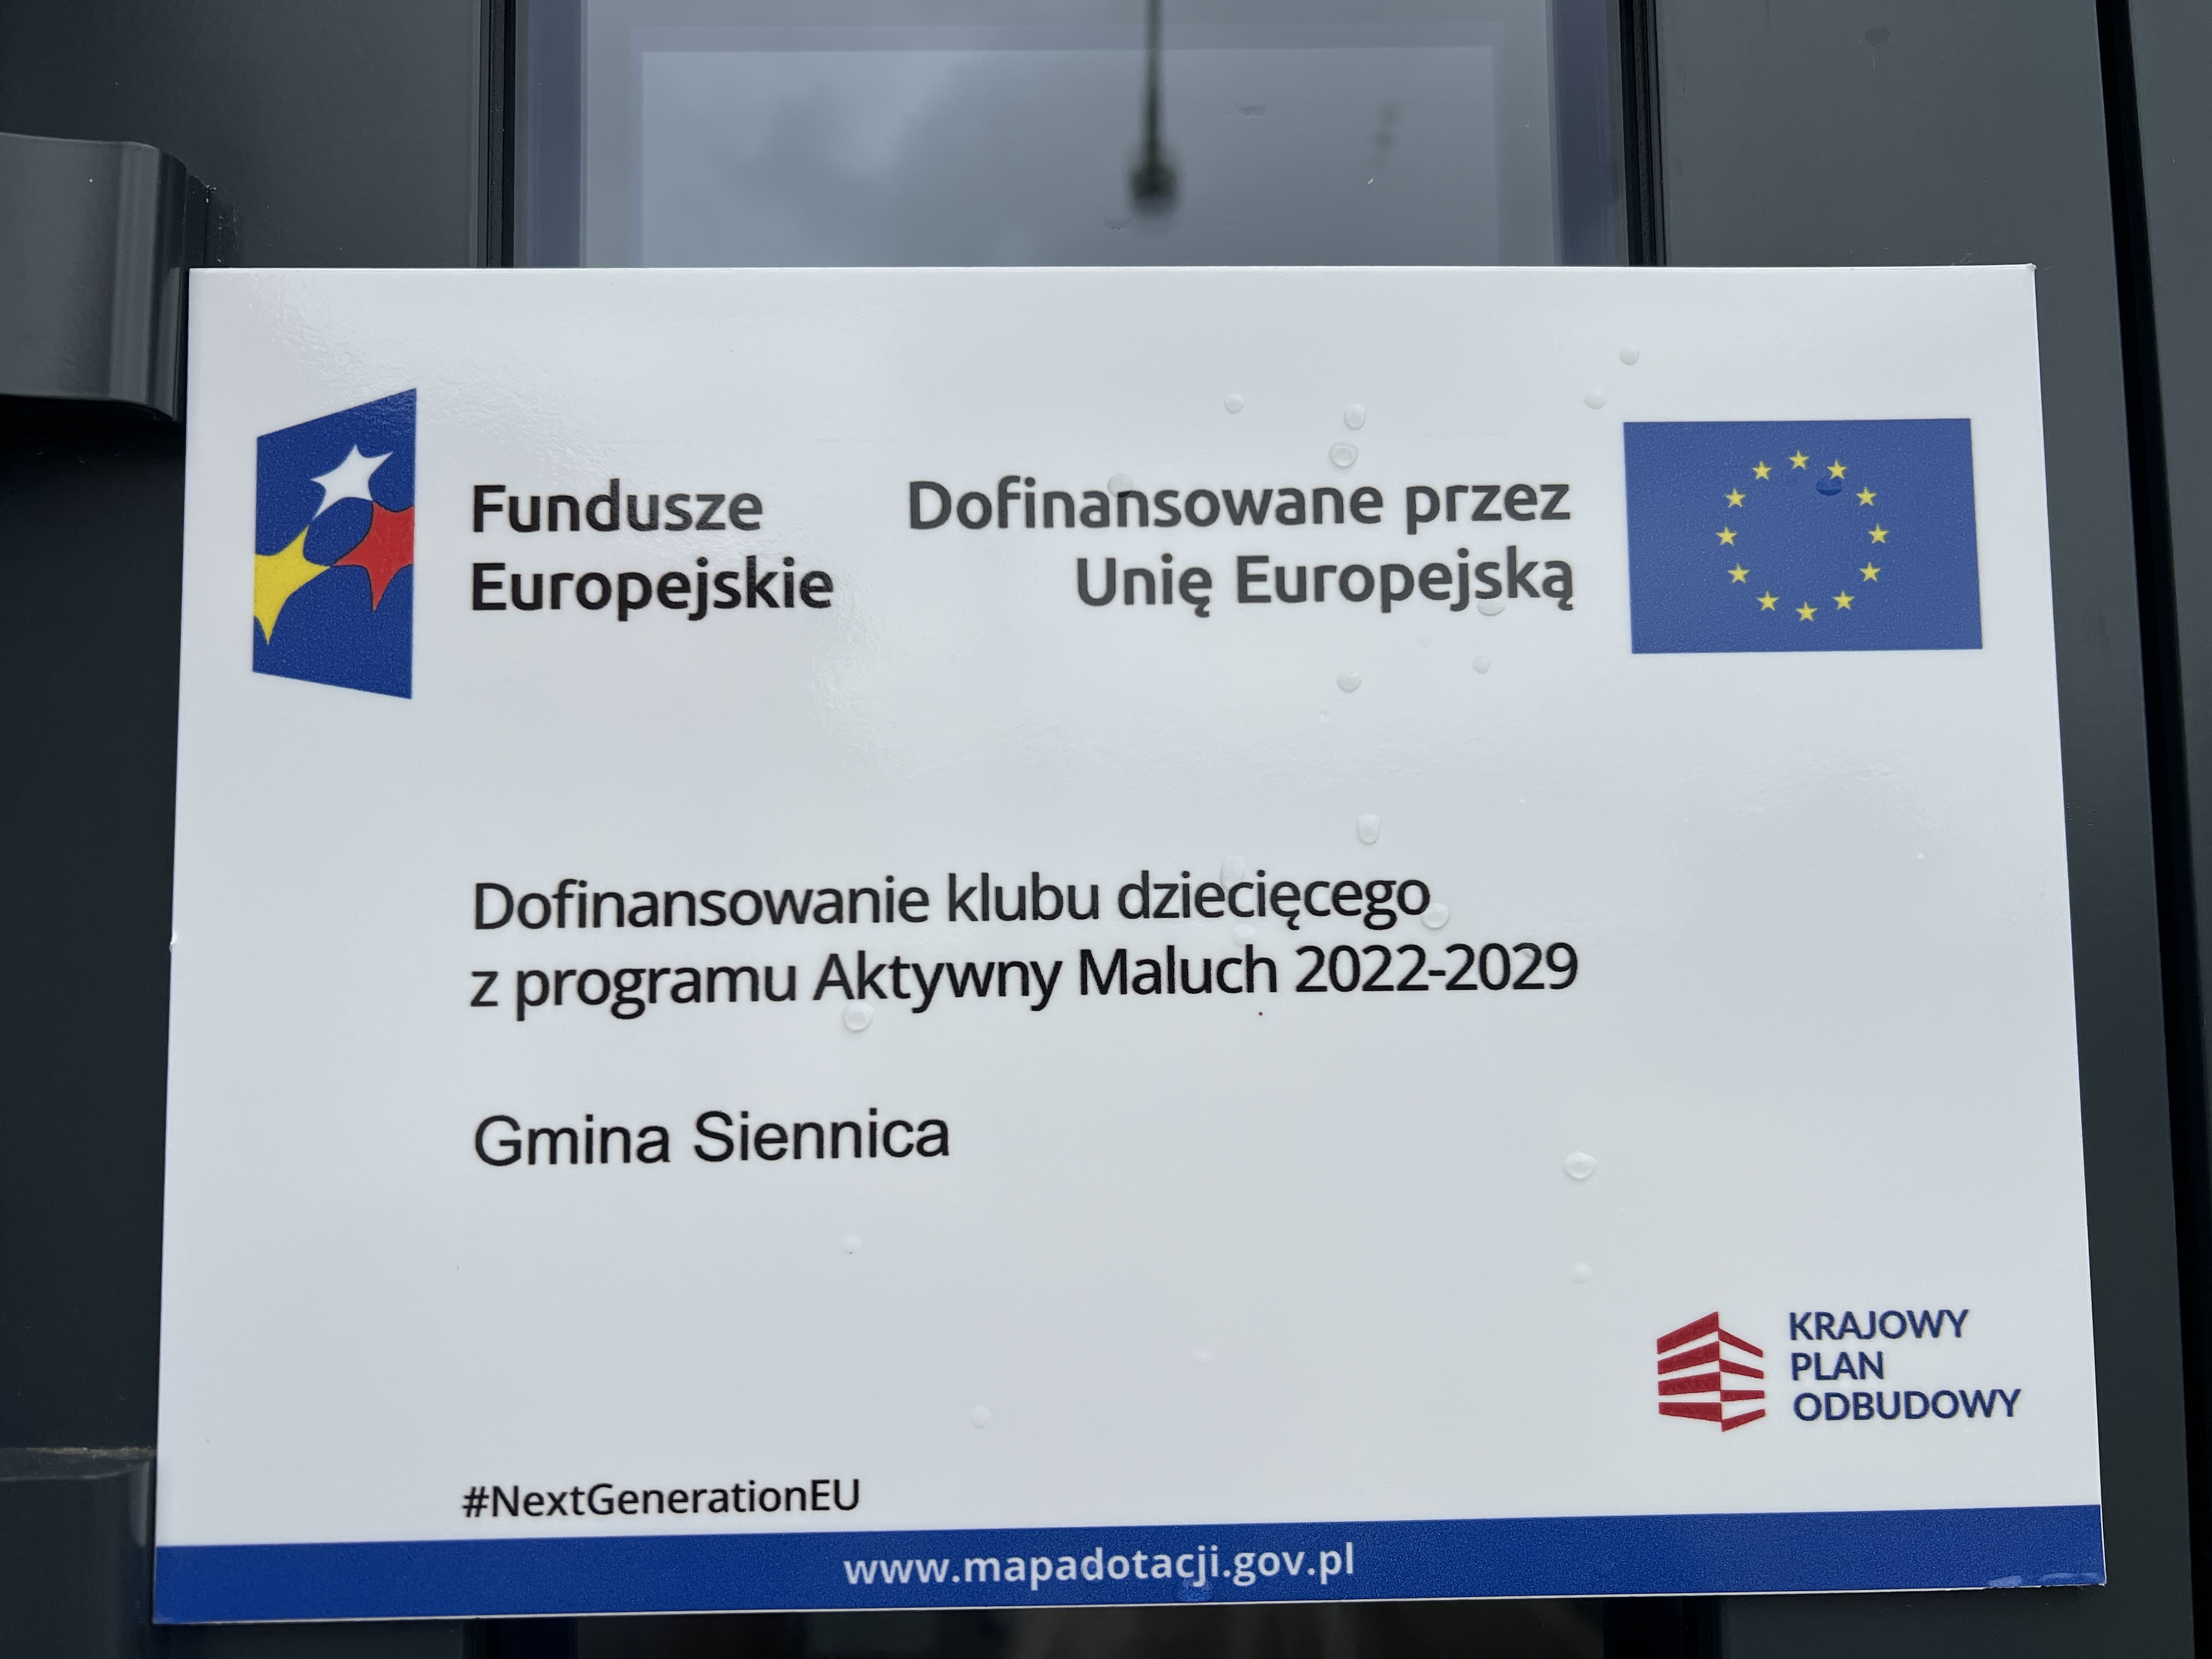 Fundusze
Europejskie
Dofinansowane przez
Unię Europejską
Dofinansowanie klubu dziecięcego
z programu Aktywny Maluch 2022-2029
Gmina Siennica
KRAJOWY
PLAN
ODBUDOWY
#NextGenerationEU
www.mapadotacji.gov.pl